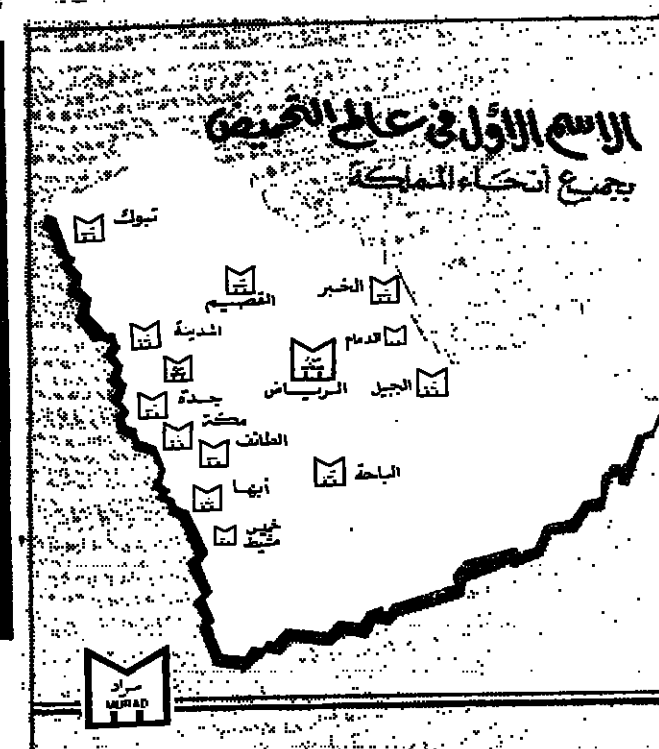 الاسم الأول في عالم التحميص
بجميع أنحاء المملكة
تبوك
القصيم
الخبر
المدينة
الدمام
الرياض
الجبيل
جدة
مكة
الطائف
الباحة
أبها
خميس
مشيط
مراد
MURAD